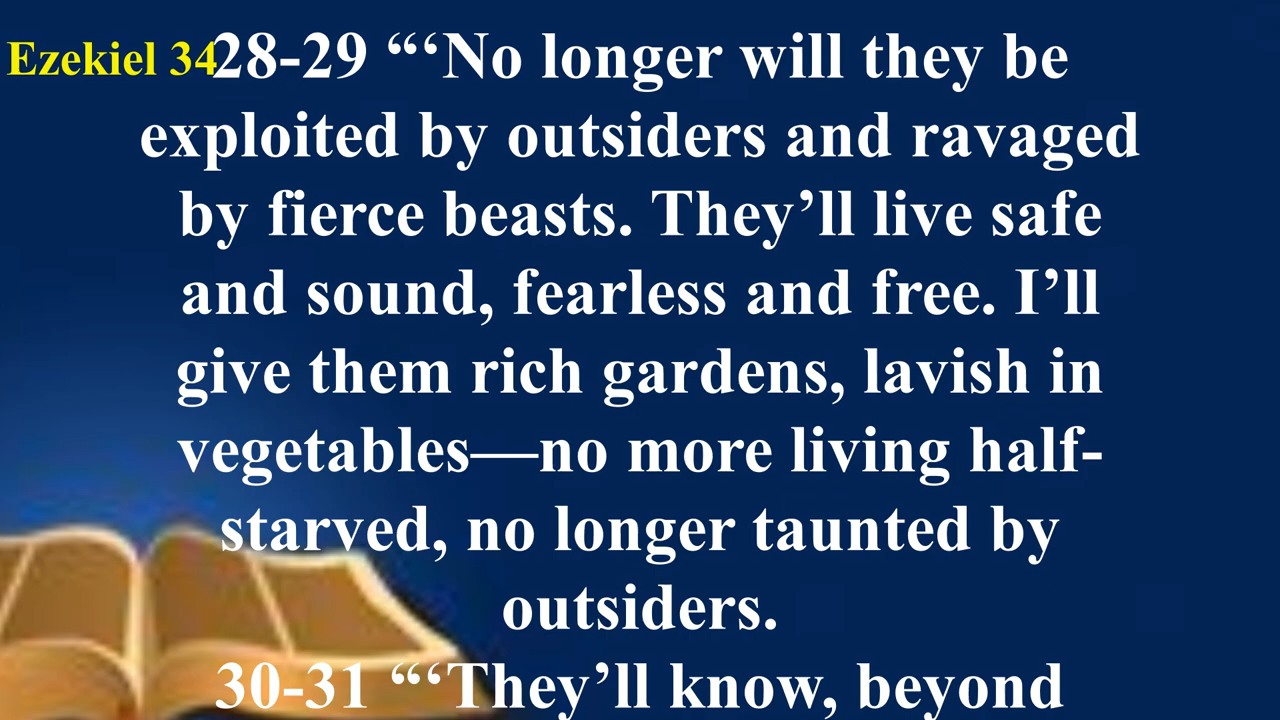 Ezekiel 34
28-29 “‘No longer will they be
exploited by outsiders and ravaged
by fierce beasts. They’ll live safe
and sound, fearless and free. I’ll
give them rich gardens, lavish in
vegetables—no more living half-
starved, no longer taunted by
outsiders.
30-31 “‘They’ll know, beyond